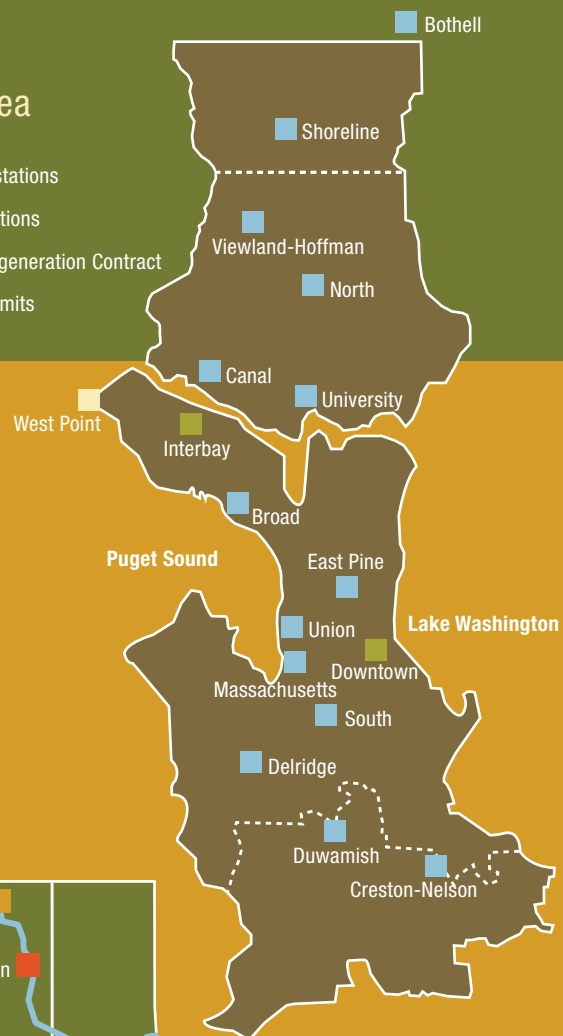 Bothell
ea
Shoreline
tations
tions
Viewland-Hoffman
generation Contract
North
mits
Canal
University
West Point
Interbay
Broad
Puget Sound
East Pine
Lake Washington
Union
Downtown
Massachusetts
South
Delridge
Duwamish
Creston-Nelson
n